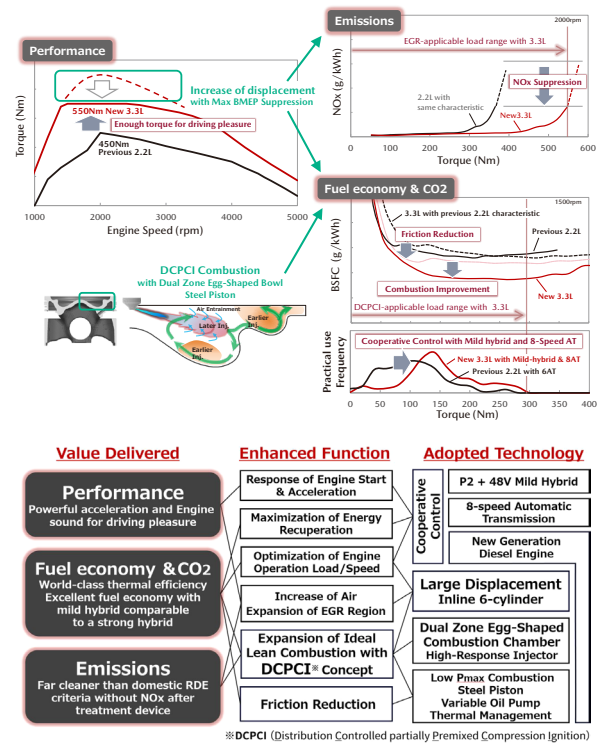 Emissions
2000rpm
EGR-applicable load range with 3.3L
NOx (g/kWh)
NOx Suppression
2.2L with
same characteristic
New3.3L
0 100 200 300 400 500 600
Torque (Nm)
Performance
Torque (Nm)
550Nm New 3.3L
Enough torque for driving pleasure
450Nm
Previous 2.2L
1000 2000 3000 4000 5000
Engine Speed (rpm)
Increase of displacement
with Max BMEP Suppression
Fuel economy & CO2
1500rpm
BSFC (g/kWh)
3.3L with previous 2.2L characteristic
Friction Reduction
Previous 2.2L
Combustion Improvement
New 3.3L
DCPCI-applicable load range with 3.3L
DCPCI Combustion
with Dual Zone Egg-Shaped Bowl
Steel Piston
Air Entrainment
Later Inj.
Earlier
Inj.
Earlier
Inj.
Practical use
Frequency
Cooperative Control with Mild hybrid and 8-Speed AT
New 3.3L with Mild-hybrid & 8AT
Previous 2.2L with 6AT
0 50 100 150 200 250 300 350 400
Torque (Nm)
Value Delivered
Performance
Powerful acceleration and Engine
sound for driving pleasure
Fuel economy &CO2
World-class thermal efficiency
Excellent fuel economy with
mild hybrid comparable
to a strong hybrid
Emissions
Far cleaner than domestic RDE
criteria without NOx after
treatment device
Enhanced Function
Response of Engine Start
& Acceleration
Maximization of Energy
Recuperation
Optimization of Engine
Operation Load/Speed
Increase of Air
Expansion of EGR Region
Expansion of Ideal
Lean Combustion with
DCPCI※ Concept
Friction Reduction
Adopted Technology
Cooperative
Control
P2 + 48V Mild Hybrid
8-speed Automatic
Transmission
New Generation
Diesel Engine
Large Displacement
Inline 6-cylinder
Dual Zone Egg-Shaped
Combustion Chamber
High-Response Injector
Low Pmax Combustion
Steel Piston
Variable Oil Pump
Thermal Management
※DCPCI (Distribution Controlled partially Premixed Compression Ignition)